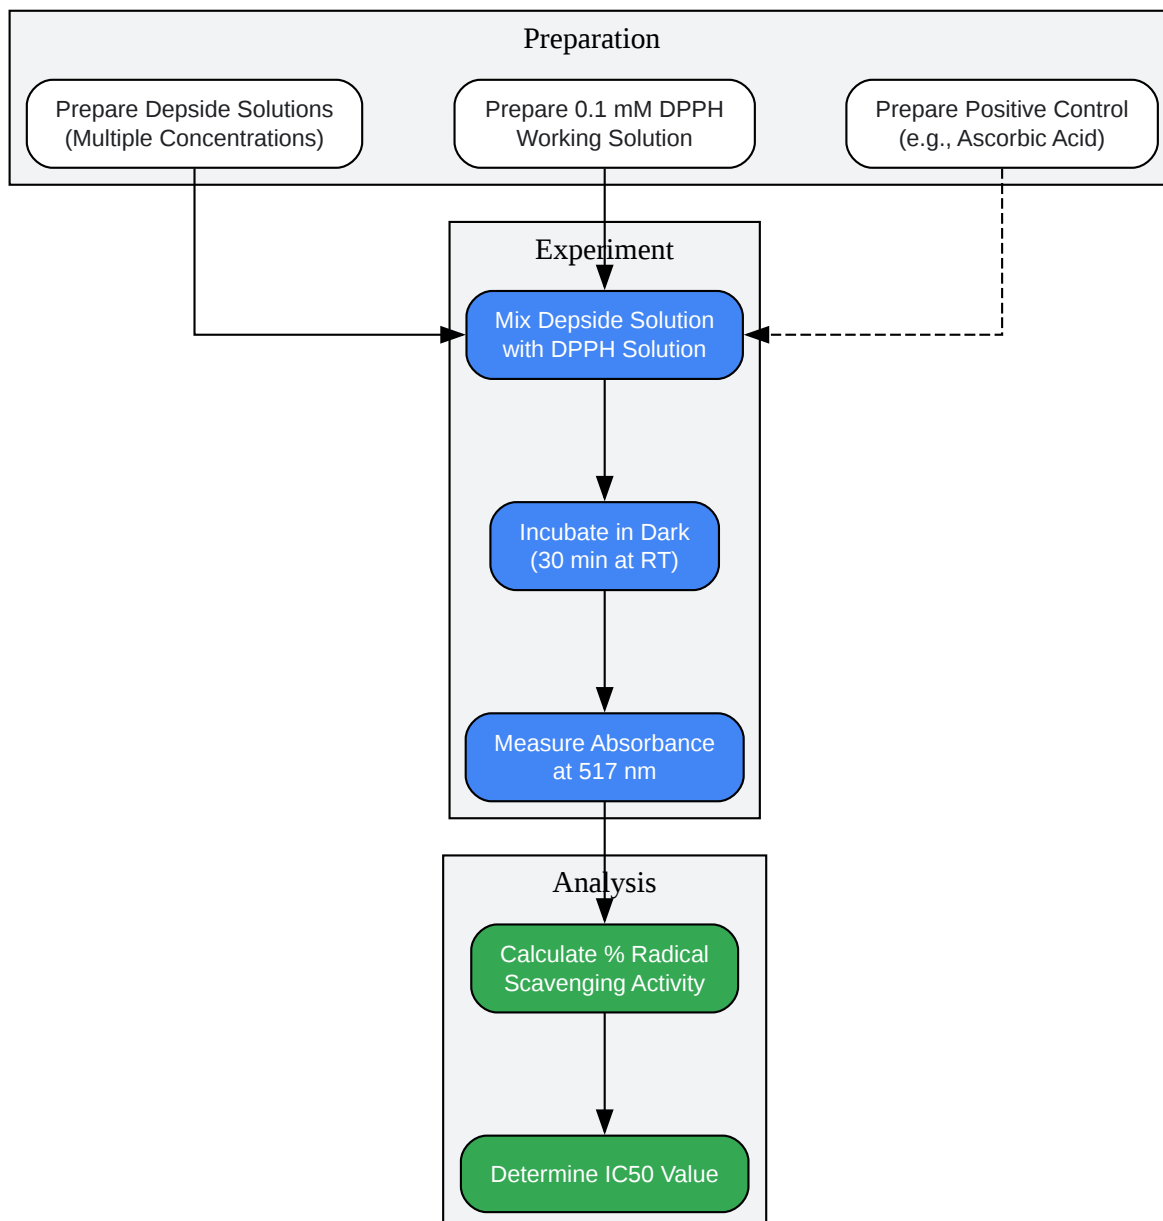 Preparation
Prepare Depside Solutions
(Multiple Concentrations)
Prepare 0.1 mM DPPH
Working Solution
Prepare Positive Control
(e.g., Ascorbic Acid)
Experiment
Mix Depside Solution
with DPPH Solution
Incubate in Dark
(30 min at RT)
Measure Absorbance
at 517 nm
Analysis
Calculate % Radical
Scavenging Activity
Determine IC50 Value